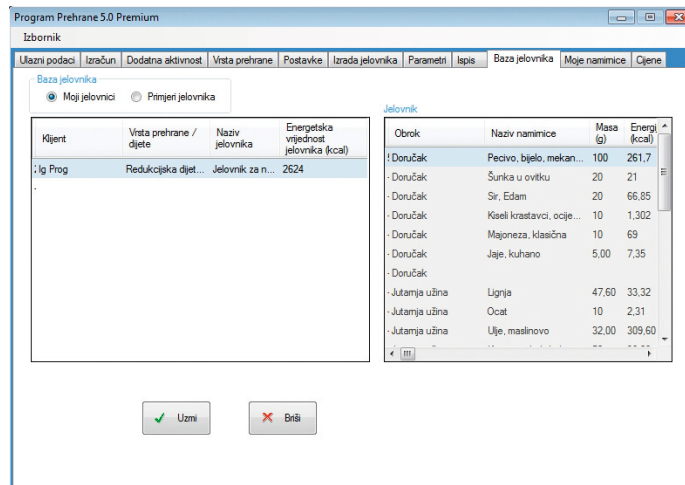 Program Prehrane 5.0 Premium
Izbornik
Ulazni podaci Izračun Dodatna aktivnost Vrsta prehrane Postavke Izrada jelovnika Parametri Ispis Baza jelovnika Moje namirnice Cijene
Baza jelovnika
Moji jelovnici Primjeri jelovnika
Jelovnik
Klijent Vrsta prehrane / dijete Naziv jelovnika Energetska vrijednost jelovnika (kcal)
Ig Prog Redukcijska dijet... Jelovnik za n... 2624
Obrok Naziv namirnice Masa (g) Energi (kcal)
Doručak Pecivo, bijelo, mekan... 100 261,7
Doručak Šunka u ovitku 20 21
Doručak Sir, Edam 20 66,85
Doručak Kiseli krastavci, ocije... 10 1,302
Doručak Majoneza, klasična 10 69
Doručak Jaje, kuhano 5,00 7,35
Doručak
Jutarnja užina Lignja 47,60 33,32
Jutarnja užina Ocat 10 2,31
Jutarnja užina Ulje, maslinovo 32,00 309,60
Uzmi Briši